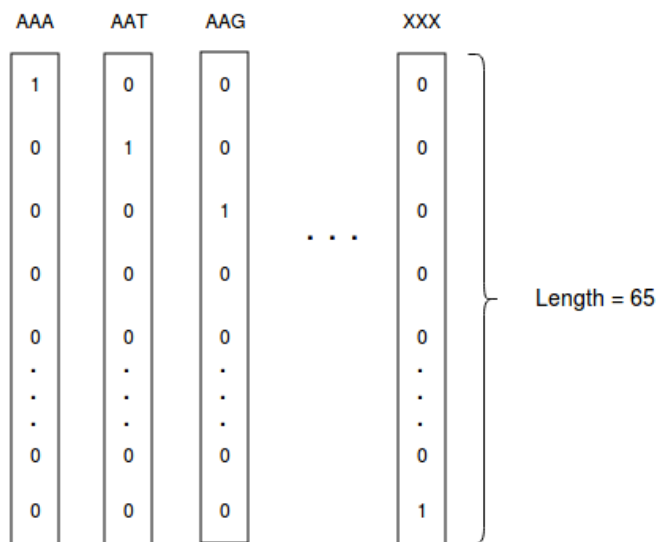 AAA AAT AAG XXX
1 0 0 0
0 1 0 0
0 0 1 0
. . .
0 0 0 0
Length = 65
0 0 0 0
. . . .
. . . .
. . . .
0 0 0 0
0 0 0 1